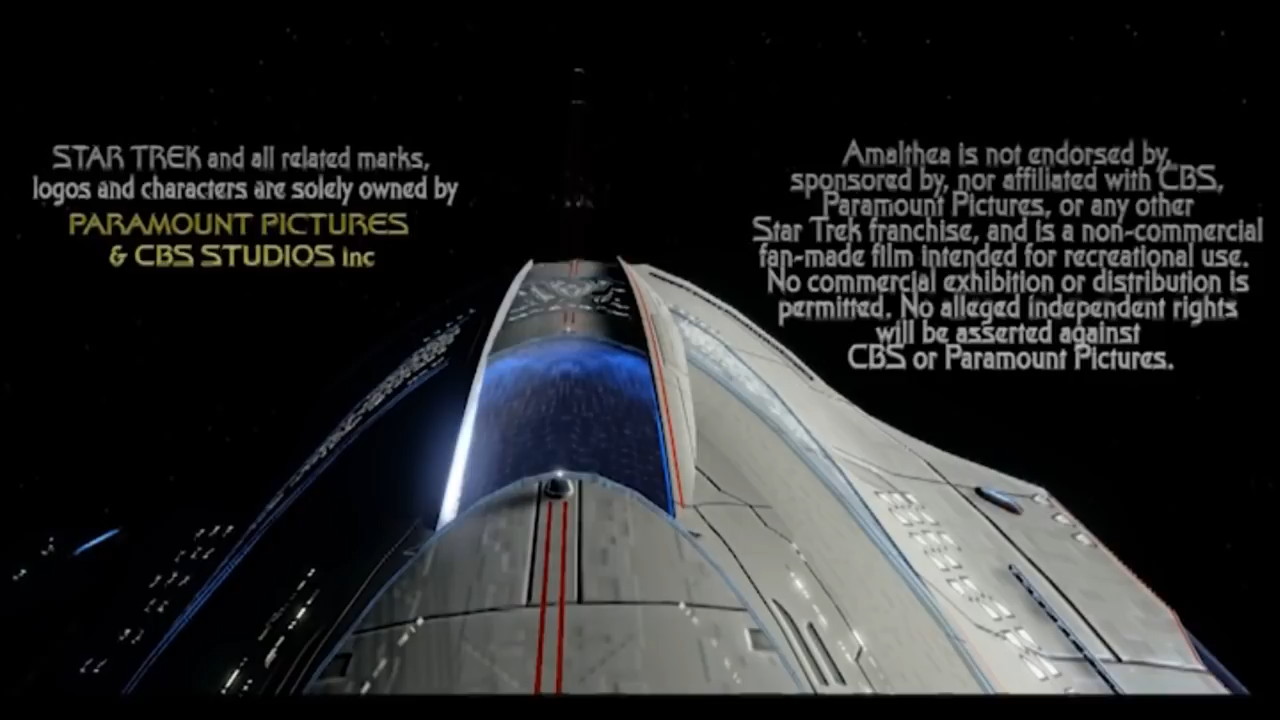 STAR TREK and all related marks,
logos and characters are solely owned by
PARAMOUNT PICTURES
& CBS STUDIOS inc
Amalthea is not endorsed by,
sponsored by, nor affiliated with CBS,
Paramount Pictures, or any other
Star Trek franchise, and is a non-commercial
fan-made film intended for recreational use.
No commercial exhibition or distribution is
permitted. No alleged independent rights
will be asserted against
CBS or Paramount Pictures.